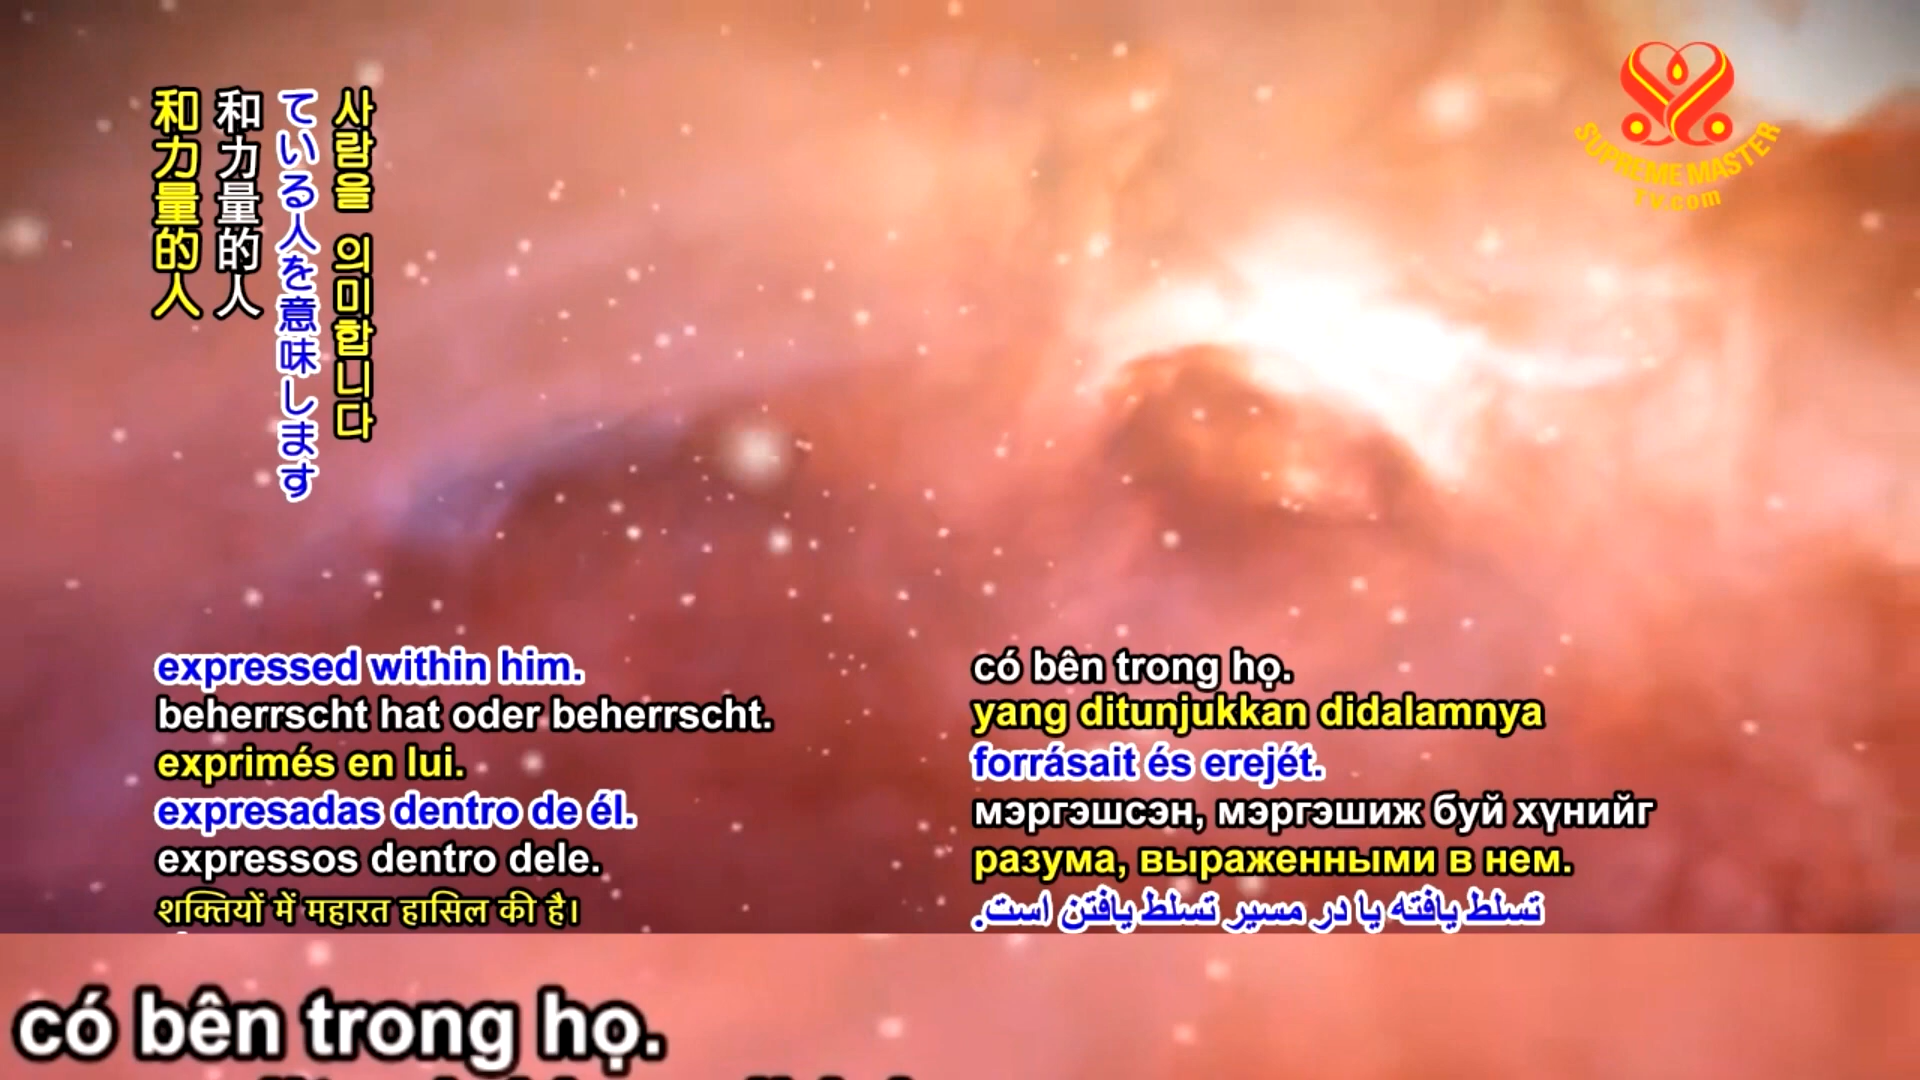 和力量的人
和力量的人
ている人を意味します
사람을 의미합니다
SUPREME MASTER
TV.com
expressed within him.
beherrscht hat oder beherrscht.
exprimés en lui.
expresadas dentro de él.
expressos dentro dele.
शक्तियों में महारत हासिल की है।
có bên trong họ.
yang ditunjukkan didalamnya
forrásait és erejét.
мэргэшсэн, мэргэшиж буй хүнийг
разума, выраженными в нем.
تسلط یافته یا در مسیر تسلط یافتن است.
có bên trong họ.